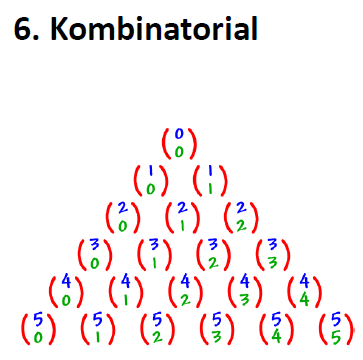 6. Kombinatorial
(0 0)
(1 0) (1 1)
(2 0) (2 1) (2 2)
(3 0) (3 1) (3 2) (3 3)
(4 0) (4 1) (4 2) (4 3) (4 4)
(5 0) (5 1) (5 2) (5 3) (5 4) (5 5)